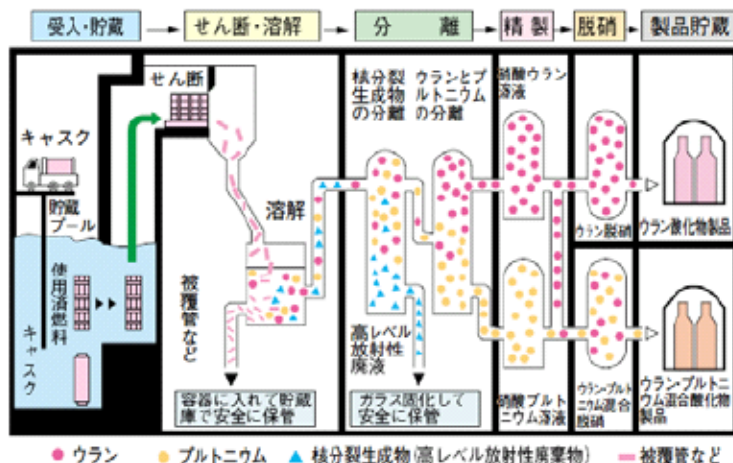 受入・貯蔵
せん断・溶解
分離
精製
脱硝
製品貯蔵
せん断
キャスク
貯蔵
プール
使用済燃料
キャスク
溶解
被覆管など
容器に入れて貯蔵
庫で安全に保管
核分裂
生成物
の分離
ウランとプ
ルトニウム
の分離
高レベル
放射性
廃液
ガラス固化して
安全に保管
硝酸ウラン
溶液
硝酸プルト
ニウム溶液
ウラン脱硝
ウラン・プルト
ニウム混合
脱硝
ウラン酸化物製品
ウラン・プルトニ
ウム混合酸化物
製品
ウラン
プルトニウム
核分裂生成物(高レベル放射性廃棄物)
被覆管など